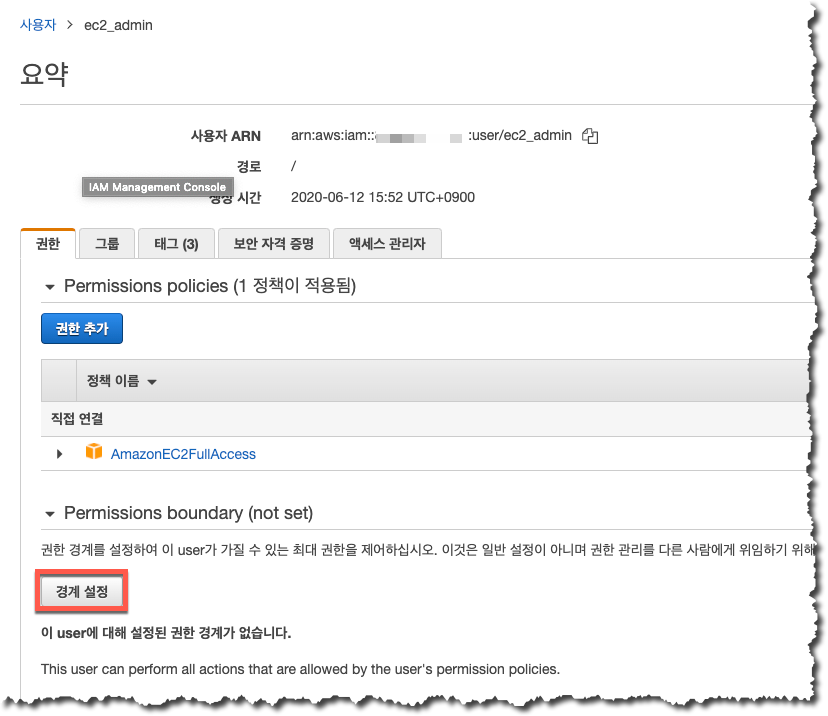 사용자 > ec2_admin
요약
사용자 ARN arn:aws:iam:: :user/ec2_admin
경로 /
IAM Management Console
시간 2020-06-12 15:52 UTC+0900
권한 그룹 태그 (3) 보안 자격 증명 액세스 관리자
Permissions policies (1 정책이 적용됨)
권한 추가
정책 이름
직접 연결
AmazonEC2FullAccess
Permissions boundary (not set)
권한 경계를 설정하여 이 user가 가질 수 있는 최대 권한을 제어하십시오. 이것은 일반 설정이 아니며 권한 관리를 다른 사람에게 위임하기 위해
경계 설정
이 user에 대해 설정된 권한 경계가 없습니다.
This user can perform all actions that are allowed by the user's permission policies.